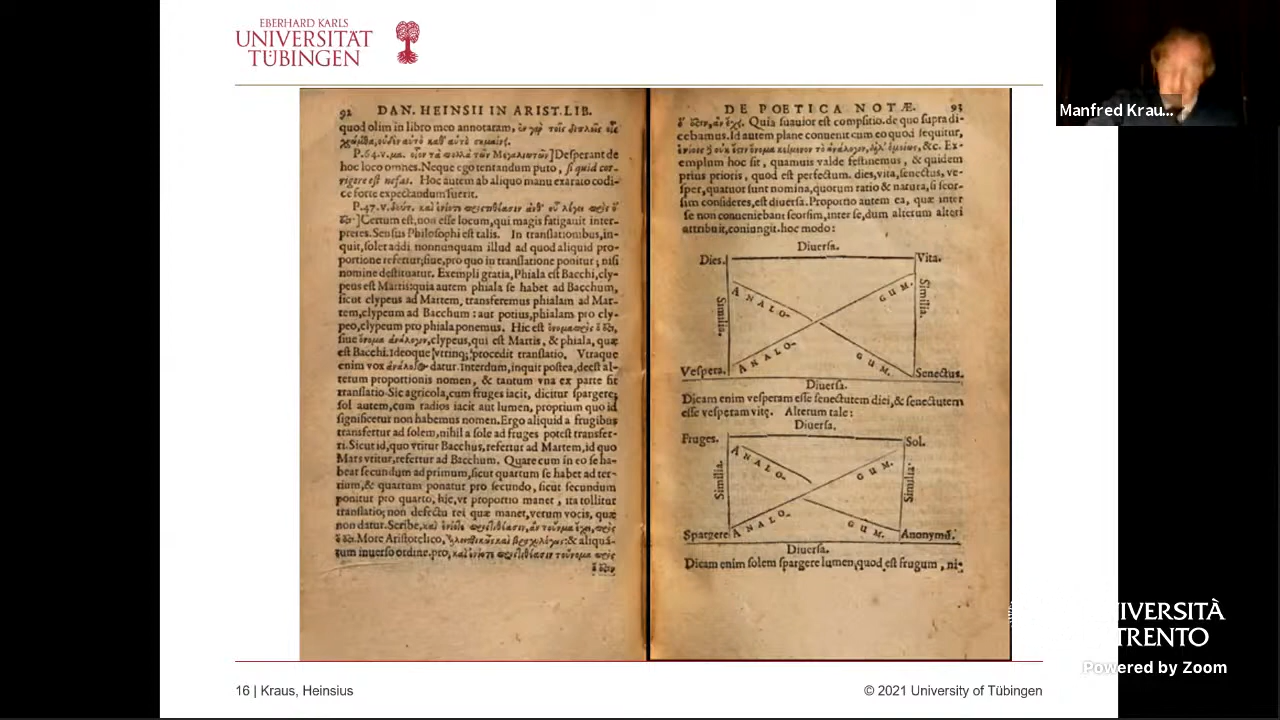 EBERHARD KARLS
UNIVERSITÄT
TÜBINGEN
Manfred Krau...
92 DAN. HEINSII IN ARIST.LIB.
quod olim in libro meo annotaram,
]Desperant de
hoc loco omnes. Neque ego tentandum puto, si quid cor-
rigere est nefas. Hoc autem ab aliquo manu exarato codi-
ce forte expectandum fuerit.
]Certum est, non esse locum, qui magis fatigauit inter-
pretes. Sensus Philosophi est talis. In translationibus, in-
quit, solet addi nonnunquam illud ad quod aliquid pro-
portione refertur, siue, pro quo in translatione ponitur; nisi
nomine destituatur. Exempli gratia, Phiala est Bacchi, cly-
peus est Martis: quia autem phiala se habet ad Bacchum,
sicut clypeus ad Martem, transferemus phialam ad Mar-
tem, clypeum ad Bacchum: aut potius, phialam pro cly-
peo, clypeum pro phiala ponemus. Hic est
clypeus, qui est Martis, & phiala, quæ
est Bacchi. Ideoque vtrinq; procedit translatio. Vtraque
enim vox datur. Interdum, inquit postea, deest al-
terum proportionis nomen, & tantum vna ex parte fit
translatio. Sic agricola, cum fruges iacit, dicitur spargere;
sol autem, cum radios iacit aut lumen, proprium quo id
significetur non habemus nomen. Ergo aliquid a frugibus
transfertur ad solem, nihil a sole ad fruges potest transfer-
ri. Sicut id, quo vtitur Bacchus, refertur ad Martem, id quo
Mars vtitur, refertur ad Bacchum. Quare cum in eo se ha-
beat secundum ad primum, sicut quartum se habet ad ter-
tium, & quartum ponatur pro secundo, sicut secundum
ponitur pro quarto, hic, vt proportio manet, ita tollitur
translatio; non defectu rei quæ manet, verum vocis, quæ
non datur. Scribe,
More Aristotelico, & aliquá-
tum inuerso ordine, pro,
DE POETICA NOTÆ. 93
Quia suauior est compositio. de quo supra di-
cebamus. Id autem plane conuenit cum eo quod sequitur,
&c. Ex-
emplum hoc sit, quamuis valde festinemus, & quidem
prius prioris, quod est perfectum. dies, vita, senectus, ve-
sper, quatuor sunt nomina, quorum ratio & natura, si seor-
sim consideres, est diuersa. Proportio autem ea, quæ inter
se non conueniebant seorsim, inter se, dum alterum alteri
attribuit, coniungit. hoc modo:
Diuersa.
Dies. Vita.
ANALO- GUM.
Similia. Similia.
ANALO- GUM.
Vespera. Senectus.
Diuersa.
Dicam enim vesperam esse senectutem diei, & senectutem
esse vesperam vitę. Alterum tale:
Diuersa.
Fruges. Sol.
ANALO- GUM.
Similia. Similia.
ANALO- GUM.
Spargere Anonymū.
Diuersa.
Dicam enim solem spargere lumen, quod est frugum, ni-
IVERSITÀ
TRENTO
Powered by Zoom
16 | Kraus, Heinsius
© 2021 University of Tübingen